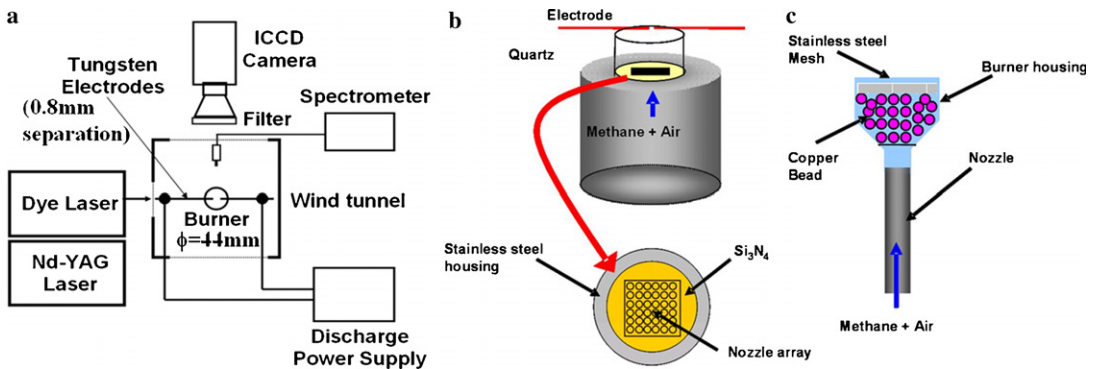 a
ICCD
Camera
Tungsten
Electrodes
(0.8mm
separation)
Filter
Spectrometer
Dye Laser
Burner
ϕ=44mm
Wind tunnel
Nd-YAG
Laser
Discharge
Power Supply
b
Electrode
Quartz
Methane + Air
Stainless steel
housing
Si₃N₄
Nozzle array
c
Stainless steel
Mesh
Burner housing
Copper
Bead
Nozzle
Methane + Air